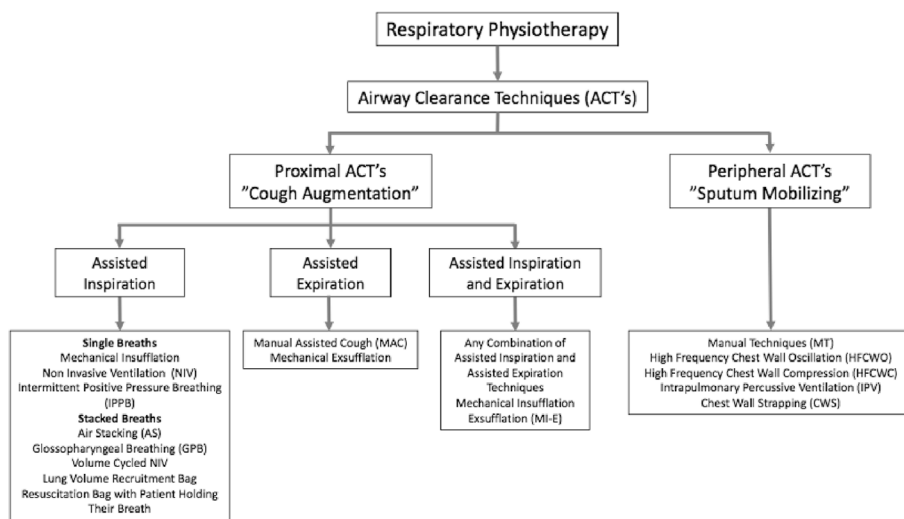 Respiratory Physiotherapy
Airway Clearance Techniques (ACT's)
Proximal ACT's
”Cough Augmentation”
Peripheral ACT's
”Sputum Mobilizing”
Assisted
Inspiration
Assisted
Expiration
Assisted Inspiration
and Expiration
Single Breaths
Mechanical Insufflation
Non Invasive Ventilation (NIV)
Intermittent Positive Pressure Breathing
(IPPB)
Stacked Breaths
Air Stacking (AS)
Glossopharyngeal Breathing (GPB)
Volume Cycled NIV
Lung Volume Recruitment Bag
Resuscitation Bag with Patient Holding
Their Breath
Manual Assisted Cough (MAC)
Mechanical Exsufflation
Any Combination of
Assisted Inspiration and
Assisted Expiration
Techniques
Mechanical Insufflation
Exsufflation (MI-E)
Manual Techniques (MT)
High Frequency Chest Wall Oscillation (HFCWO)
High Frequency Chest Wall Compression (HFCWC)
Intrapulmonary Percussive Ventilation (IPV)
Chest Wall Strapping (CWS)